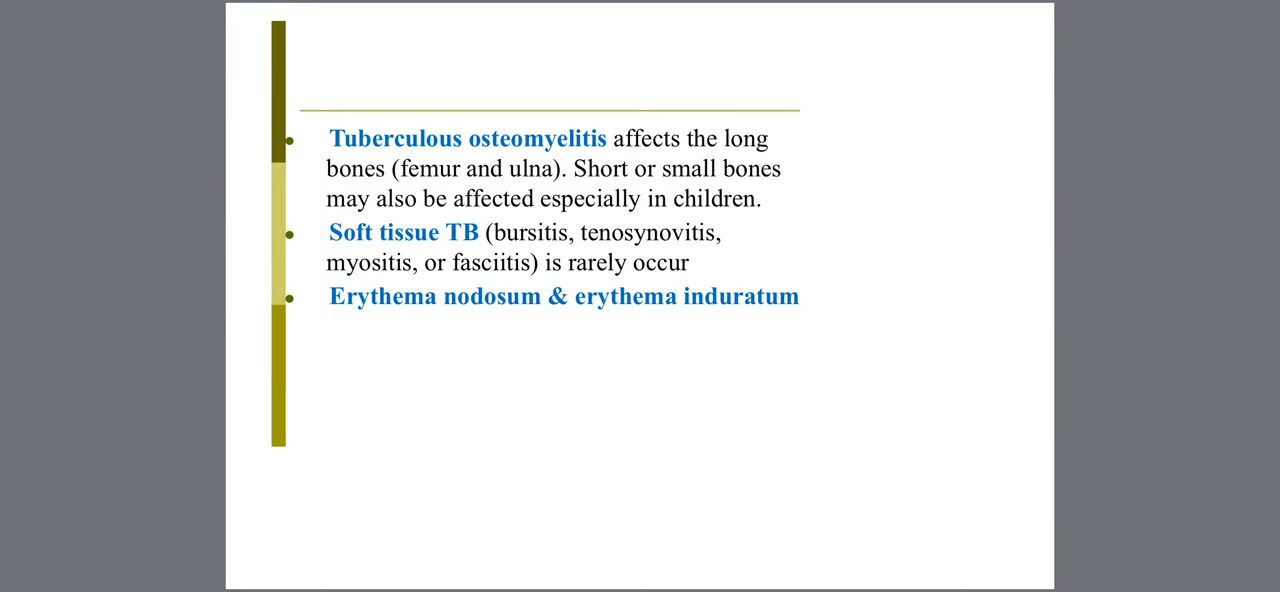 • Tuberculous osteomyelitis affects the long
bones (femur and ulna). Short or small bones
may also be affected especially in children.
• Soft tissue TB (bursitis, tenosynovitis,
myositis, or fasciitis) is rarely occur
• Erythema nodosum & erythema induratum